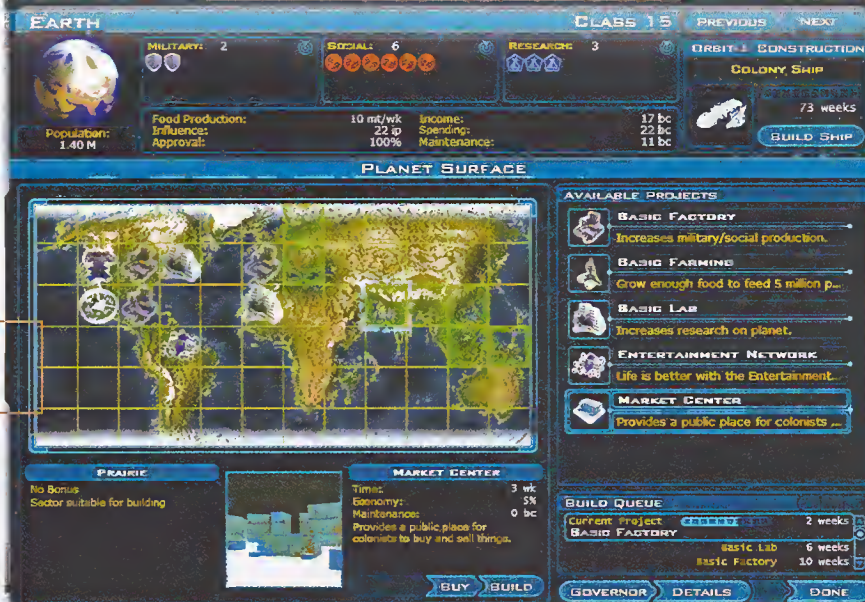 EARTH
CLASS 15
PREVIOUS
NEXT
MILITARY: 2
SOCIAL: 6
RESEARCH: 3
Population:
1.40 M
Food Production: 10 mt/wk
Influence: 22 ip
Approval: 100%
Income: 17 bc
Spending: 22 bc
Maintenance: 11 bc
CONSTRUCTION
COLONY SHIP
73 weeks
BUILD SHIP
PLANET SURFACE
AVAILABLE PROJECTS
BASIC FACTORY
Increases military/social production.
BASIC FARMING
Grow enough food to feed 5 million p...
BASIC LAB
Increases research on planet.
ENTERTAINMENT NETWORK
Life is better with the Entertainment...
MARKET CENTER
Provides a public place for colonists ...
PRAIRIE
No Bonus
Sector suitable for building
MARKET CENTER
Time: 3 wk
Economy: 5%
Maintenance: 0 bc
Provides a public place for
colonists to buy and sell things.
BUY
BUILD
BUILD QUEUE
Current Project 2 weeks
BASIC FACTORY
Basic Lab 6 weeks
Basic Factory 10 weeks
GOVERNOR
DETAILS
DONE